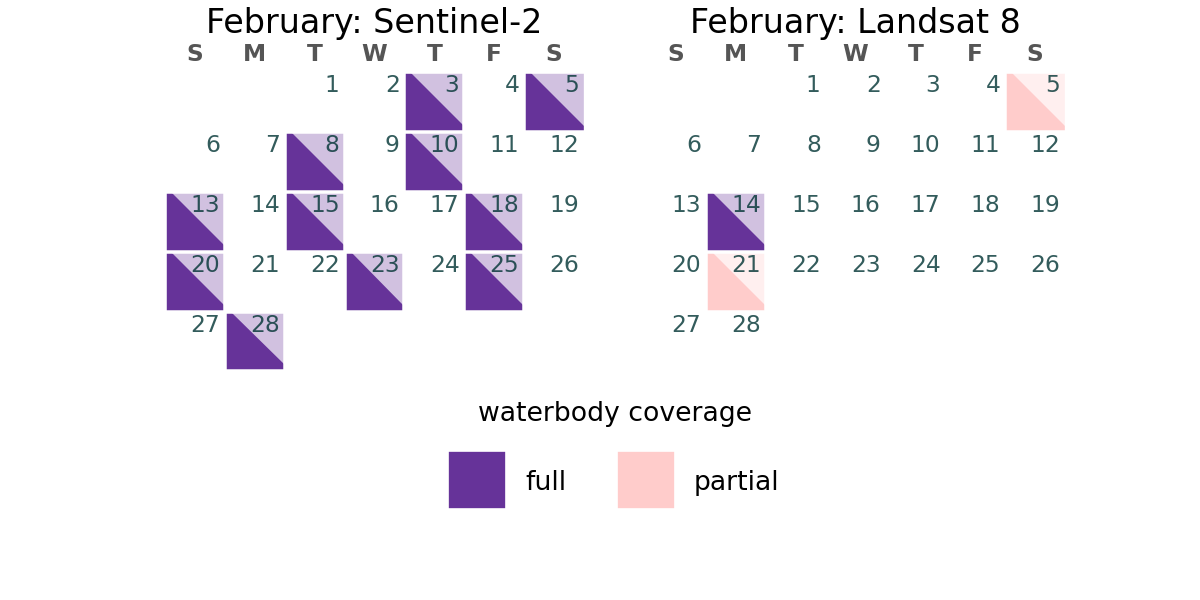 February: Sentinel-2
S M T W T F S
1 2 3 4 5
6 7 8 9 10 11 12
13 14 15 16 17 18 19
20 21 22 23 24 25 26
27 28
February: Landsat 8
S M T W T F S
1 2 3 4 5
6 7 8 9 10 11 12
13 14 15 16 17 18 19
20 21 22 23 24 25 26
27 28
waterbody coverage
full partial